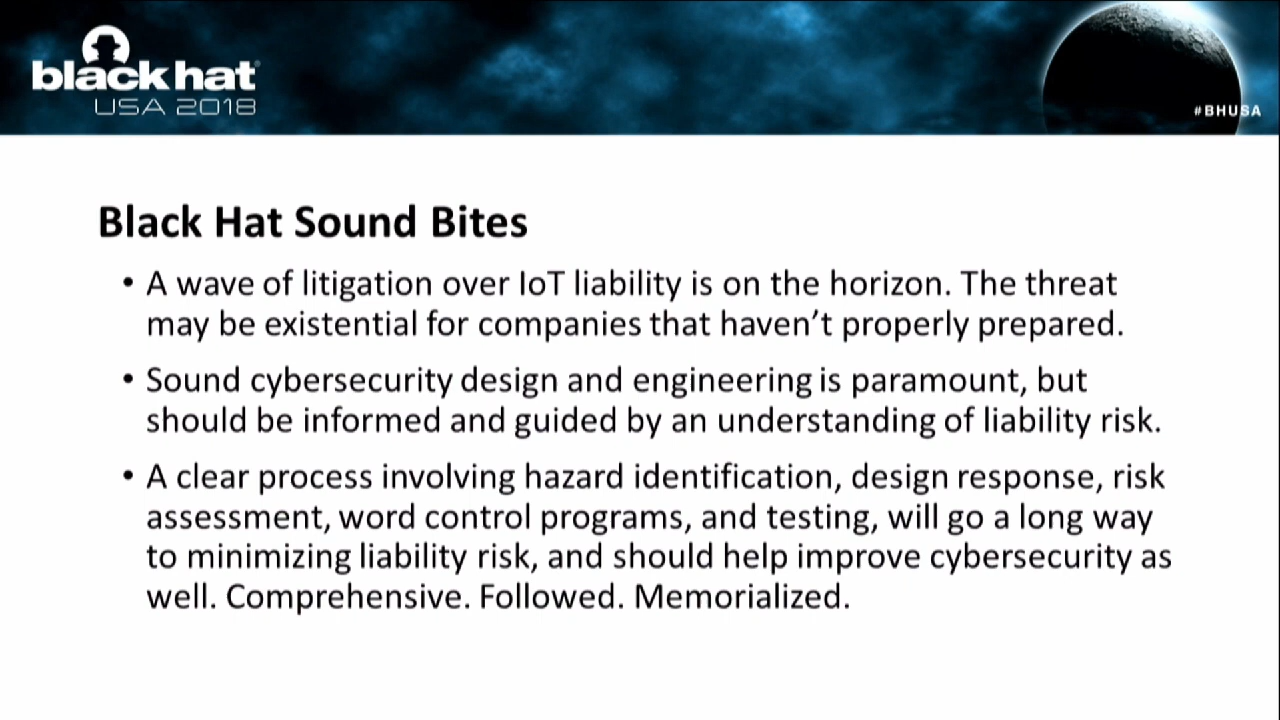 black hat
USA 2018
#BHUSA
Black Hat Sound Bites
• A wave of litigation over IoT liability is on the horizon. The threat
may be existential for companies that haven’t properly prepared.
• Sound cybersecurity design and engineering is paramount, but
should be informed and guided by an understanding of liability risk.
• A clear process involving hazard identification, design response, risk
assessment, word control programs, and testing, will go a long way
to minimizing liability risk, and should help improve cybersecurity as
well. Comprehensive. Followed. Memorialized.